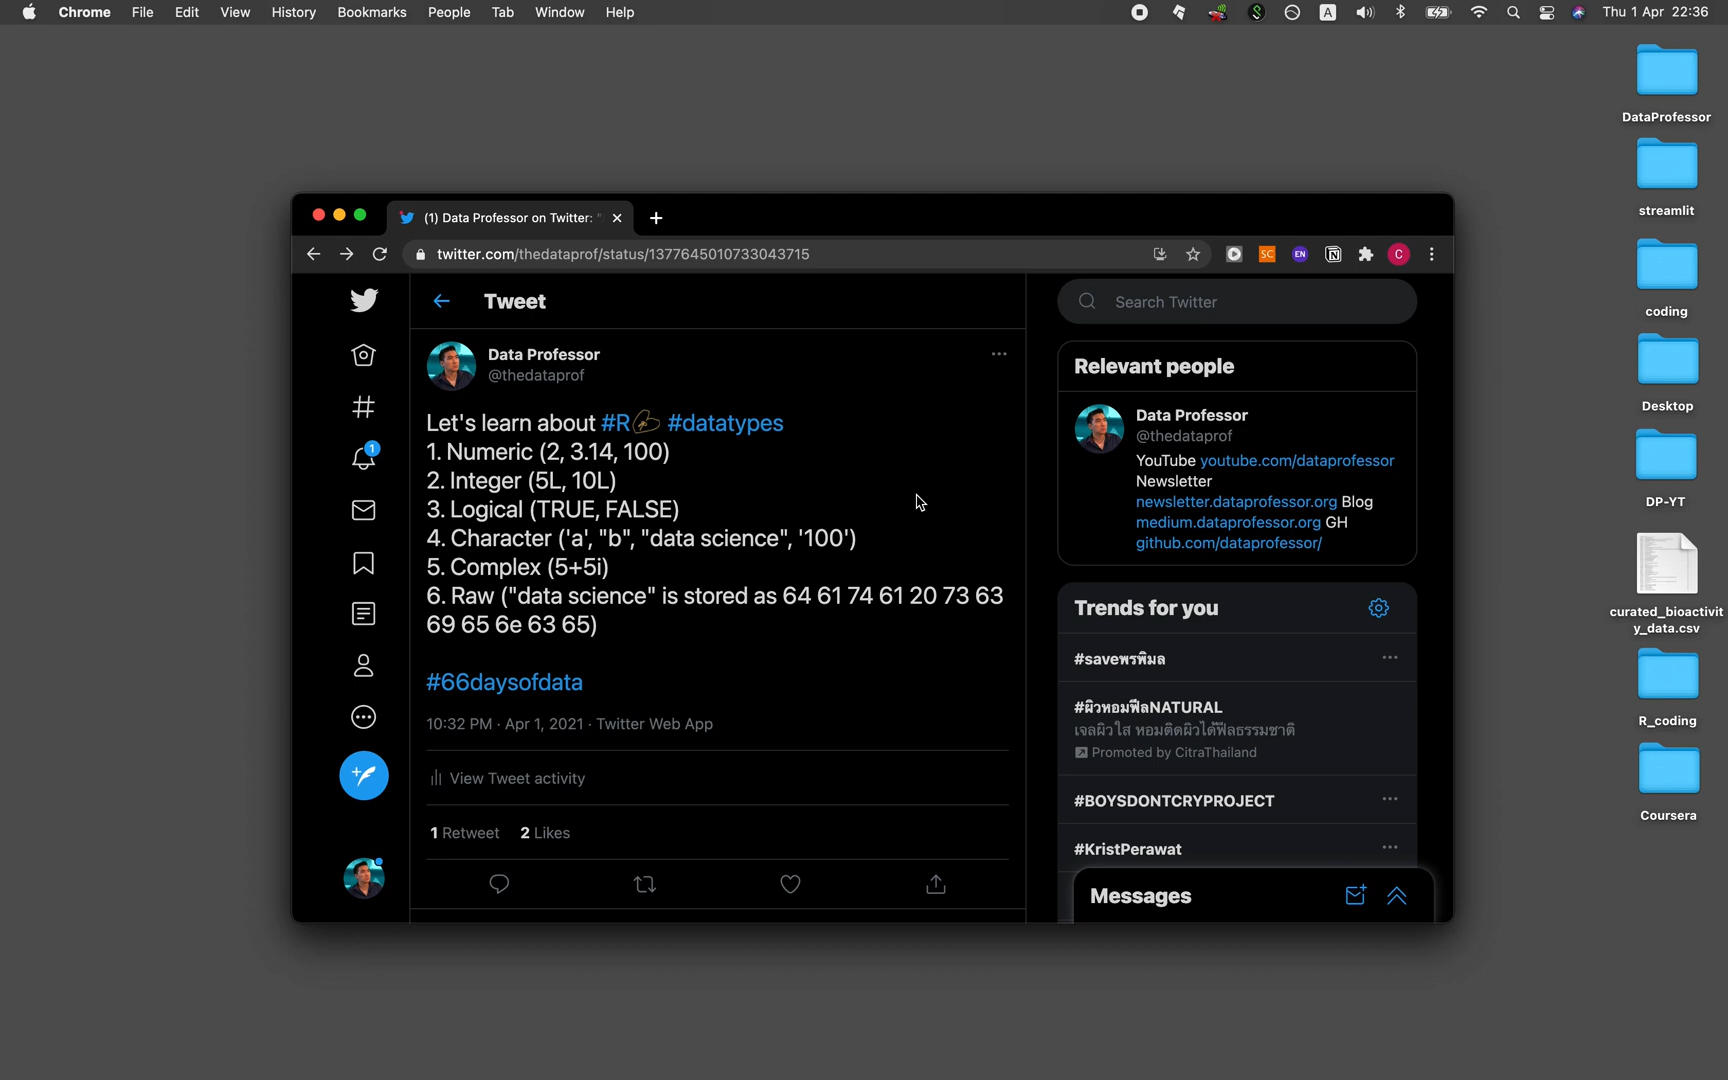 Chrome File Edit View History Bookmarks People Tab Window Help
A
Thu 1 Apr 22:36
DataProfessor
streamlit
coding
Desktop
DP-YT
curated_bioactivit
y_data.csv
R_coding
Coursera
(1) Data Professor on Twitter: "
twitter.com/thedataprof/status/1377645010733043715
SC
EN
C
Tweet
Data Professor
@thedataprof
Let's learn about #R #datatypes
1. Numeric (2, 3.14, 100)
2. Integer (5L, 10L)
3. Logical (TRUE, FALSE)
4. Character ('a', "b", "data science", '100')
5. Complex (5+5i)
6. Raw ("data science" is stored as 64 61 74 61 20 73 63
69 65 6e 63 65)
#66daysofdata
10:32 PM · Apr 1, 2021 · Twitter Web App
View Tweet activity
1 Retweet 2 Likes
1
Search Twitter
Relevant people
Data Professor
@thedataprof
YouTube youtube.com/dataprofessor
Newsletter
newsletter.dataprofessor.org Blog
medium.dataprofessor.org GH
github.com/dataprofessor/
Trends for you
#saveพรพิมล
#ผิวหอมฟีลNATURAL
เจลผิวใส หอมติดผิวได้ฟีลธรรมชาติ
Promoted by CitraThailand
#BOYSDONTCRYPROJECT
#KristPerawat
Messages